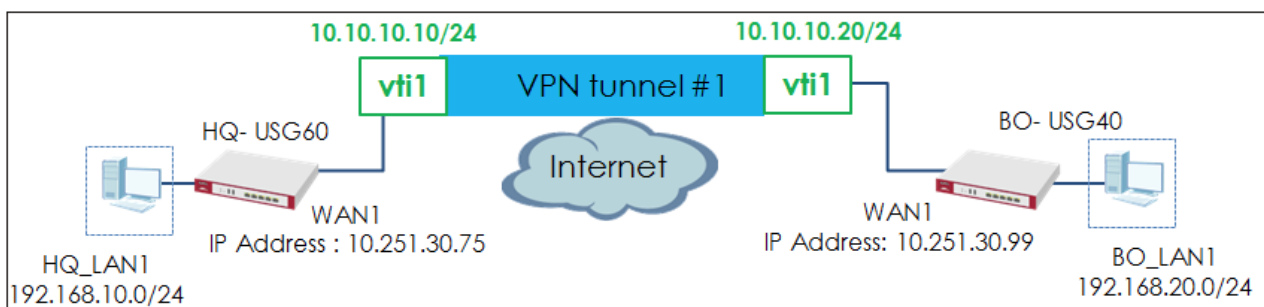 10.10.10.10/24
10.10.10.20/24
vti1
VPN tunnel #1
vti1
HQ- USG60
BO- USG40
Internet
WAN1
IP Address : 10.251.30.75
WAN1
IP Address: 10.251.30.99
HQ_LAN1
192.168.10.0/24
BO_LAN1
192.168.20.0/24